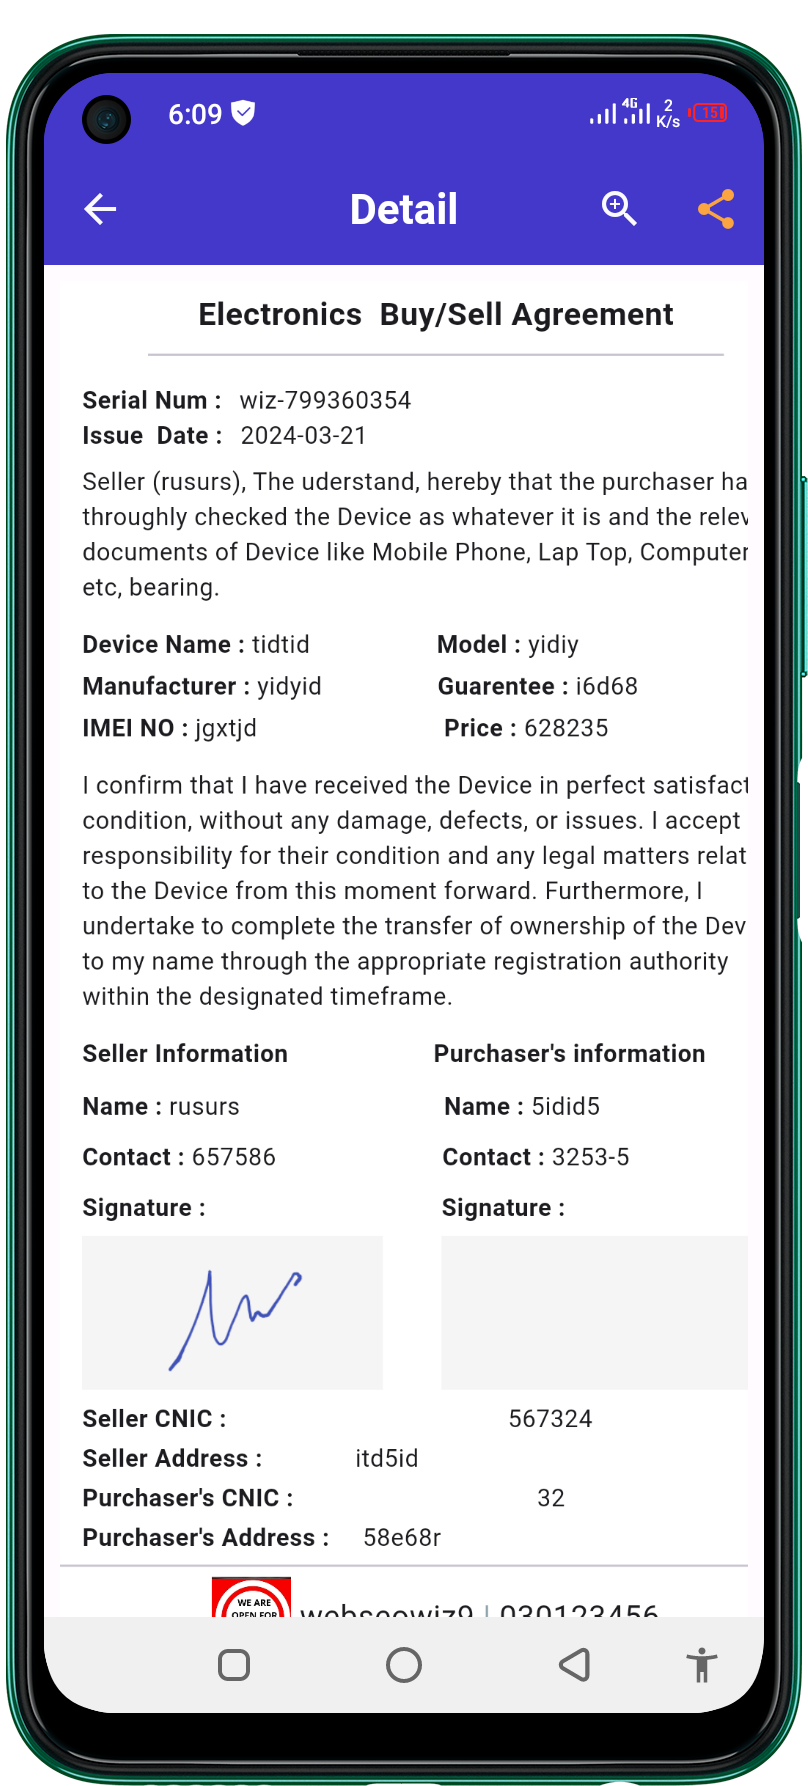 6:09 4G 2 K/s 15
Detail
Electronics Buy/Sell Agreement
Serial Num : wiz-799360354
Issue Date : 2024-03-21
Seller (rusurs), The uderstand, hereby that the purchaser ha
throughly checked the Device as whatever it is and the relev
documents of Device like Mobile Phone, Lap Top, Computer
etc, bearing.
Device Name : tidtid Model : yidiy
Manufacturer : yidyid Guarentee : i6d68
IMEI NO : jgxtjd Price : 628235
I confirm that I have received the Device in perfect satisfact
condition, without any damage, defects, or issues. I accept
responsibility for their condition and any legal matters relat
to the Device from this moment forward. Furthermore, I
undertake to complete the transfer of ownership of the Dev
to my name through the appropriate registration authority
within the designated timeframe.
Seller Information Purchaser's information
Name : rusurs Name : 5idid5
Contact : 657586 Contact : 3253-5
Signature : Signature :
Seller CNIC : 567324
Seller Address : itd5id
Purchaser's CNIC : 32
Purchaser's Address : 58e68r
WE ARE
OPEN FOR
webseowiz9 | 030123456